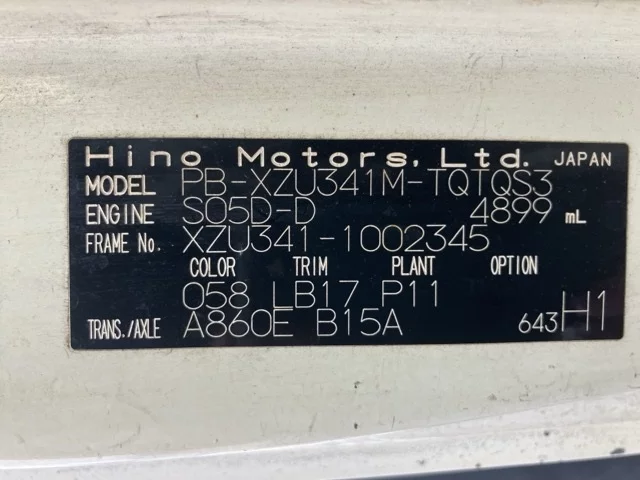 Hino Motors, Ltd. JAPAN
MODEL PB-XZU341M-TQTQS3
ENGINE S05D-D 4899 mL
FRAME No. XZU341-1002345
COLOR TRIM PLANT OPTION
058 LB17 P11
TRANS./AXLE A860E B15A 643 H1